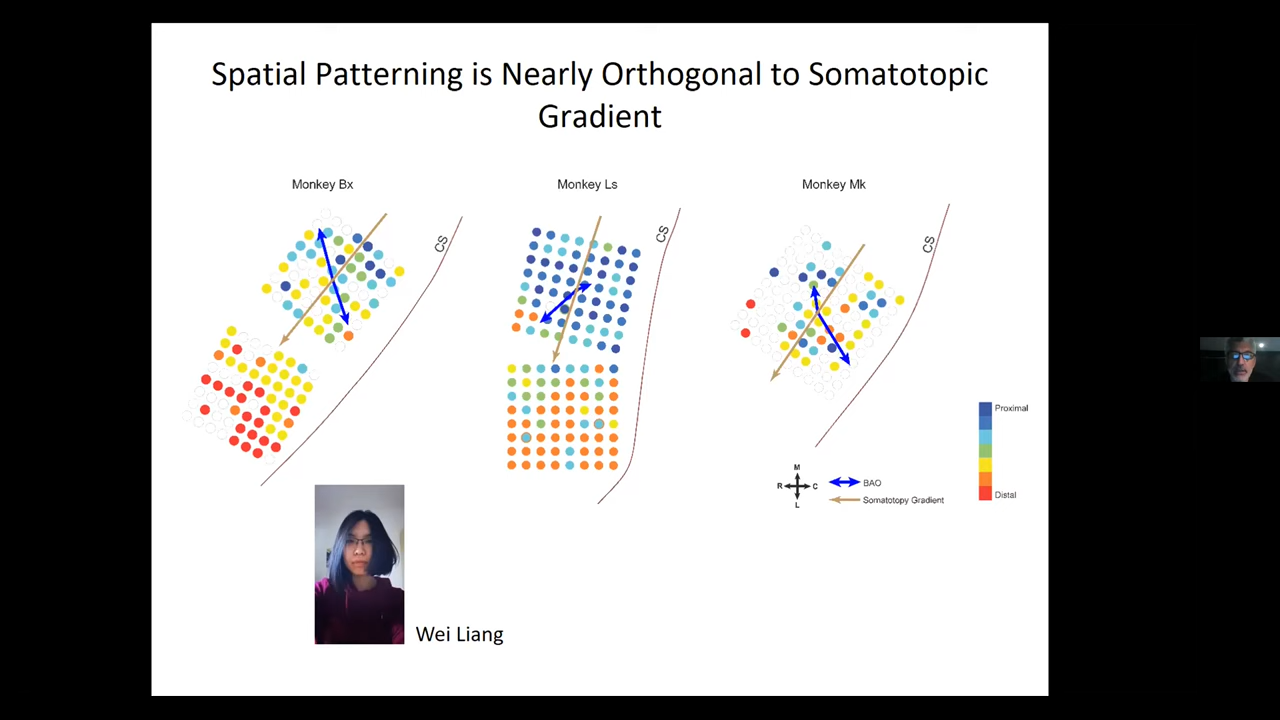 Spatial Patterning is Nearly Orthogonal to Somatotopic
Gradient
Monkey Bx
Monkey Ls
Monkey Mk
CS
CS
CS
Proximal
Distal
M
R
C
L
BAO
Somatotopy Gradient
Wei Liang